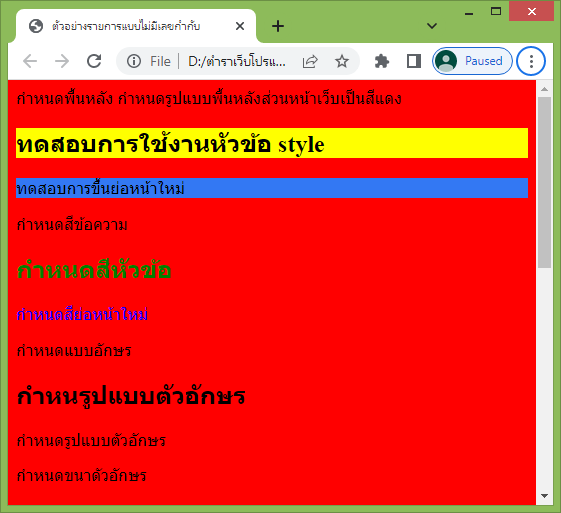 ตัวอย่างรายการแบบไม่มีเลขกำกับ
File D:/ตำราเว็บโปรแ... Paused
กำหนดพื้นหลัง กำหนดรูปแบบพื้นหลังสวนหน้าเว็บเป็นสีแดง
ทดสอบการใช้งานหัวข้อ style
ทดสอบการขึ้นย่อหน้าใหม่
กำหนดสีข้อความ
กำหนดสีหัวข้อ
กำหนดสีย่อหน้าใหม่
กำหนดแบบอักษร
กำหนรูปแบบตัวอักษร
กำหนดรูปแบบตัวอักษร
กำหนดขนาตัวอักษร